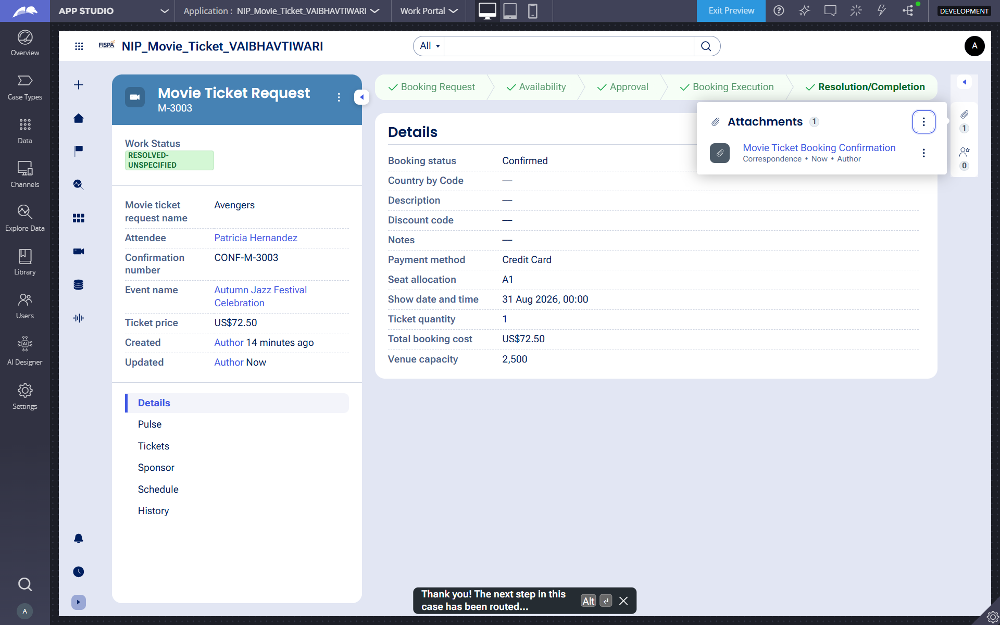 APP STUDIO
Application : NIP_Movie_Ticket_VAIBHAVTIWARI
Work Portal
Exit Preview
DEVELOPMENT
Overview
Case Types
Data
Channels
Explore Data
Library
Users
AI
AI Designer
Settings
A
FISPA
NIP_Movie_Ticket_VAIBHAVTIWARI
All
A
Movie Ticket Request
M-3003
Work Status
RESOLVED-
UNSPECIFIED
Movie ticket
request name
Avengers
Attendee
Patricia Hernandez
Confirmation
number
CONF-M-3003
Event name
Autumn Jazz Festival
Celebration
Ticket price
US$72.50
Created
Author 14 minutes ago
Updated
Author Now
Details
Pulse
Tickets
Sponsor
Schedule
History
Booking Request
Availability
Approval
Booking Execution
Resolution/Completion
Details
Booking status
Confirmed
Country by Code
—
Description
—
Discount code
—
Notes
—
Payment method
Credit Card
Seat allocation
A1
Show date and time
31 Aug 2026, 00:00
Ticket quantity
1
Total booking cost
US$72.50
Venue capacity
2,500
Attachments 1
Movie Ticket Booking Confirmation
Correspondence • Now • Author
1
0
Thank you! The next step in this
case has been routed...
Alt